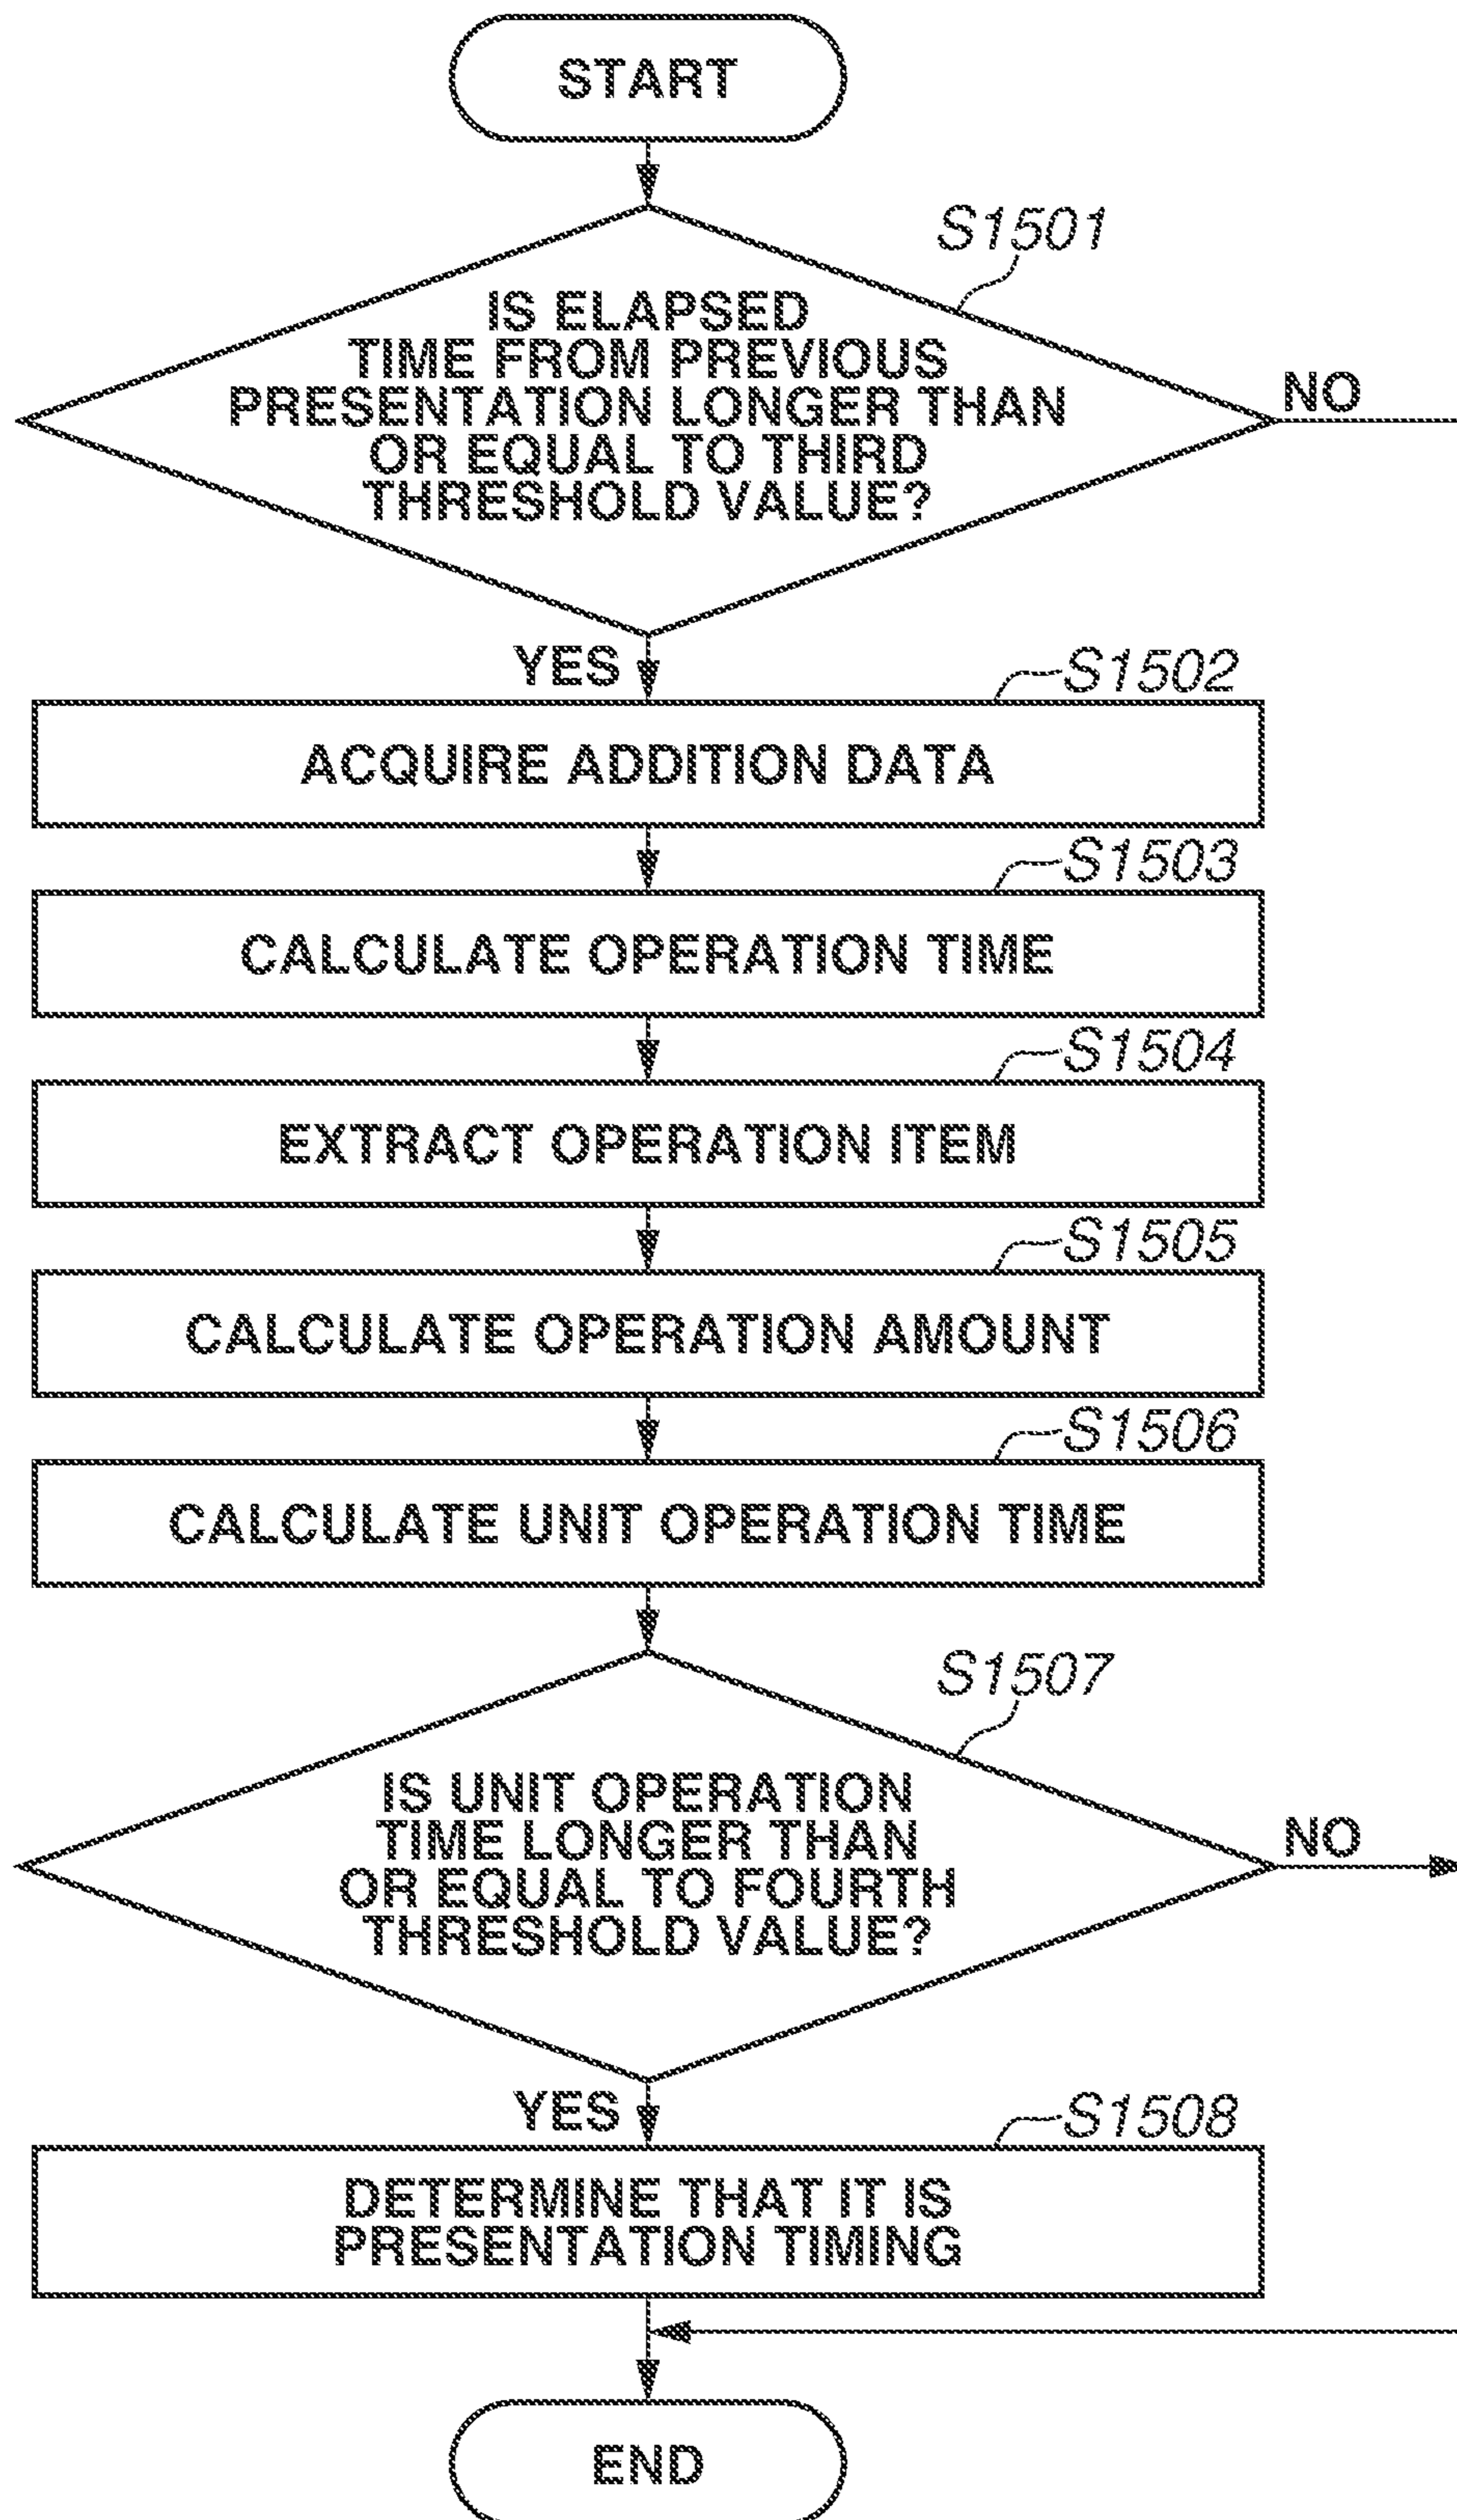 START
S1501
IS ELAPSED
TIME FROM PREVIOUS
PRESENTATION LONGER THAN
OR EQUAL TO THIRD
THRESHOLD VALUE?
NO
YES
S1502
ACQUIRE ADDITION DATA
S1503
CALCULATE OPERATION TIME
S1504
EXTRACT OPERATION ITEM
S1505
CALCULATE OPERATION AMOUNT
S1506
CALCULATE UNIT OPERATION TIME
S1507
IS UNIT OPERATION
TIME LONGER THAN
OR EQUAL TO FOURTH
THRESHOLD VALUE?
NO
YES
S1508
DETERMINE THAT IT IS
PRESENTATION TIMING
END